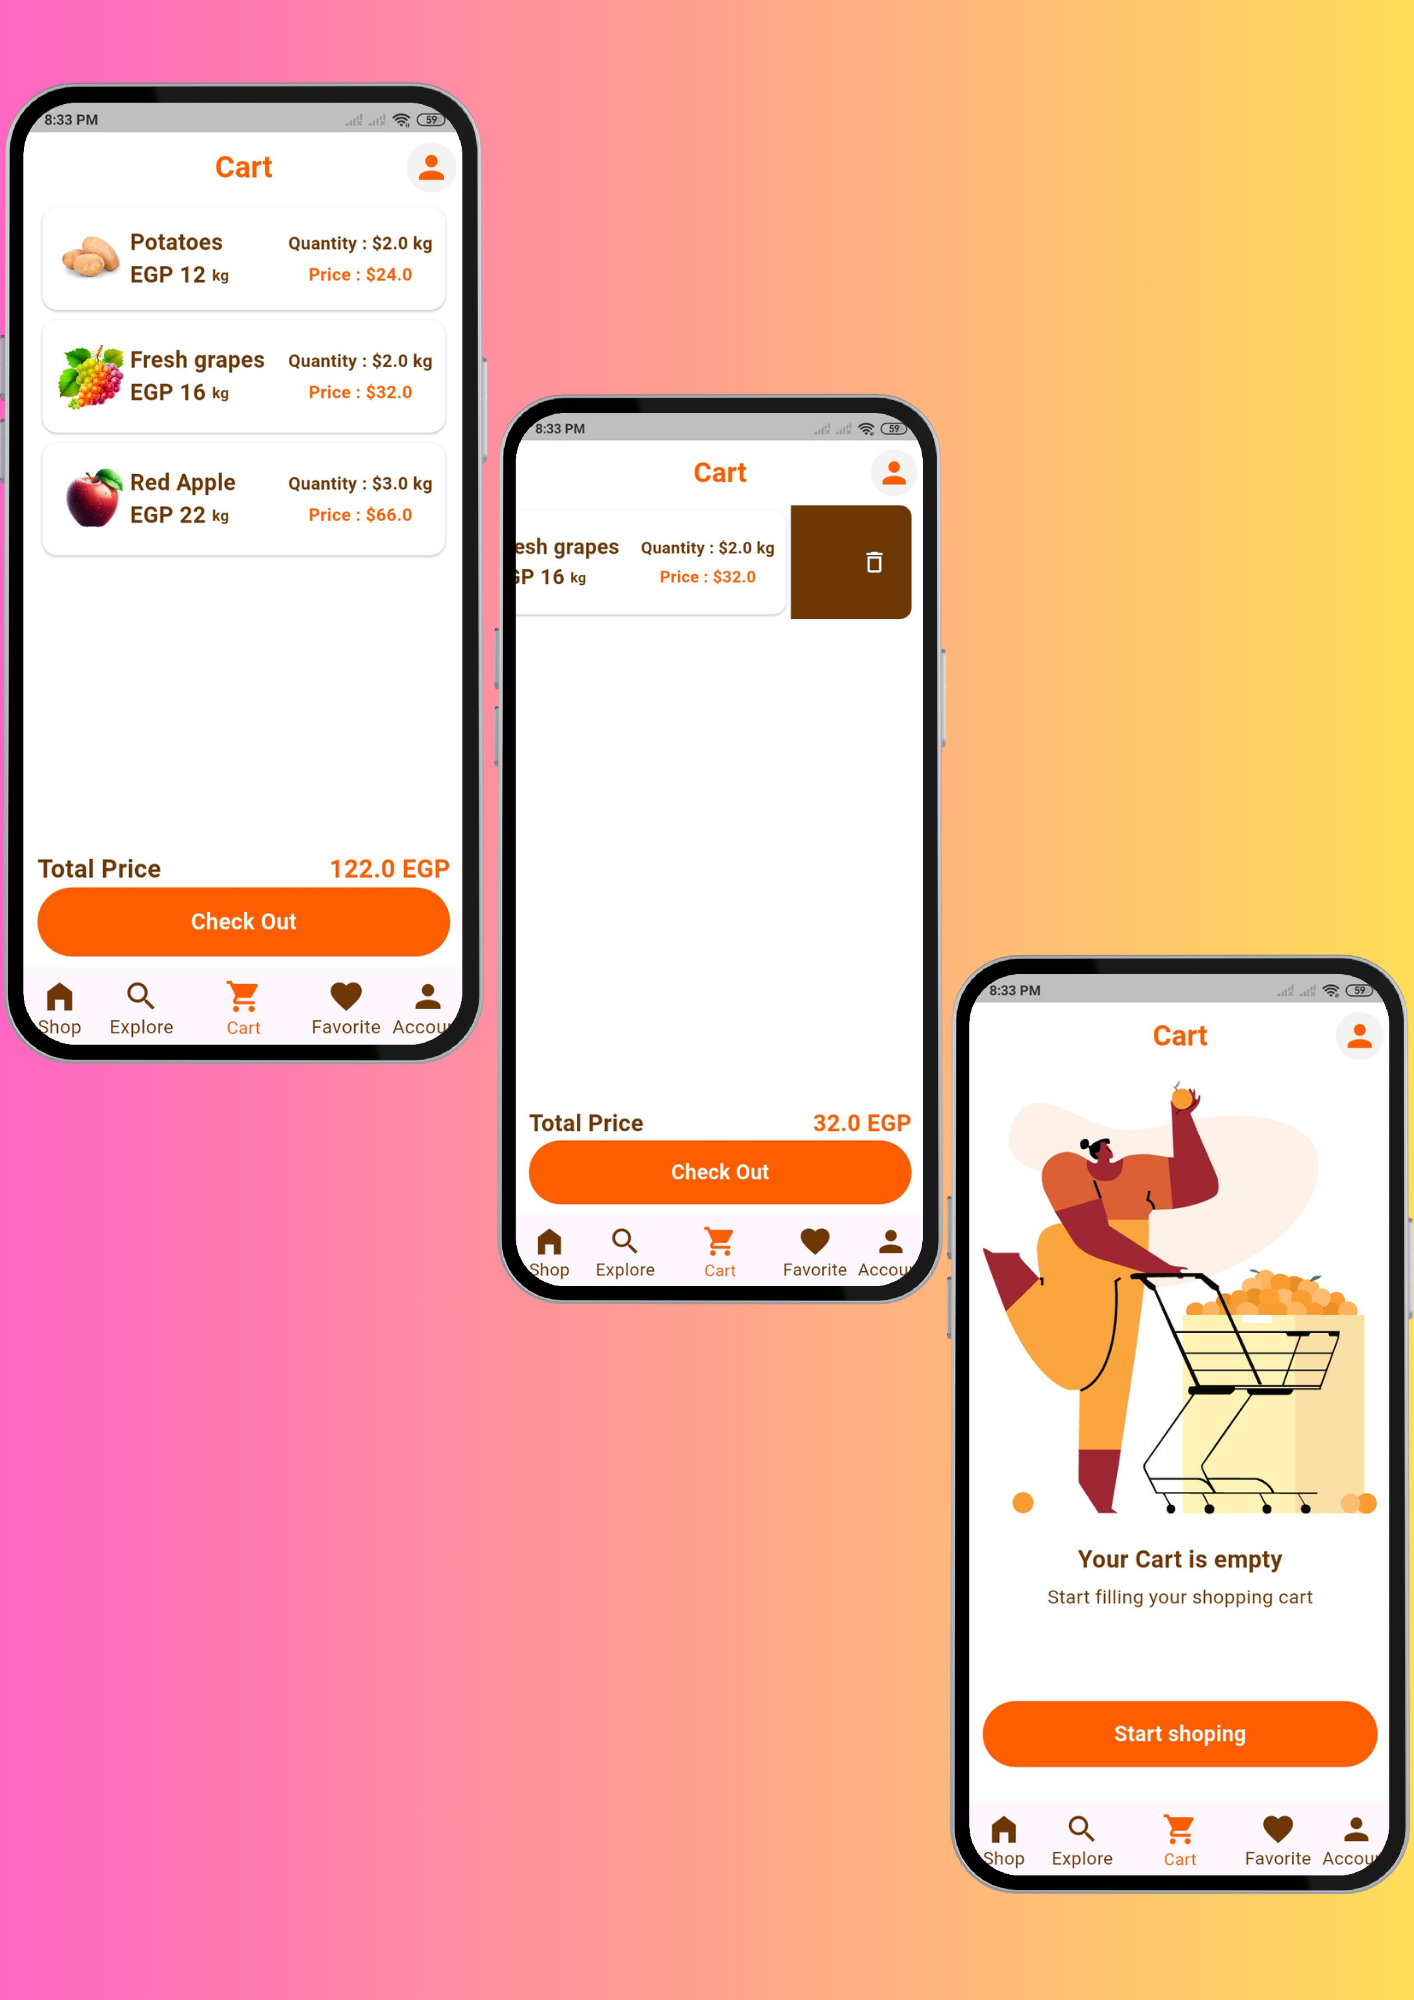 8:33 PM
59
Cart
Potatoes
EGP 12 kg
Quantity : $2.0 kg
Price : $24.0
Fresh grapes
EGP 16 kg
Quantity : $2.0 kg
Price : $32.0
Red Apple
EGP 22 kg
Quantity : $3.0 kg
Price : $66.0
Total Price
122.0 EGP
Check Out
Shop
Explore
Cart
Favorite
Accou
8:33 PM
59
Cart
esh grapes
GP 16 kg
Quantity : $2.0 kg
Price : $32.0
Total Price
32.0 EGP
Check Out
Shop
Explore
Cart
Favorite
Accou
8:33 PM
59
Cart
Your Cart is empty
Start filling your shopping cart
Start shoping
Shop
Explore
Cart
Favorite
Accou